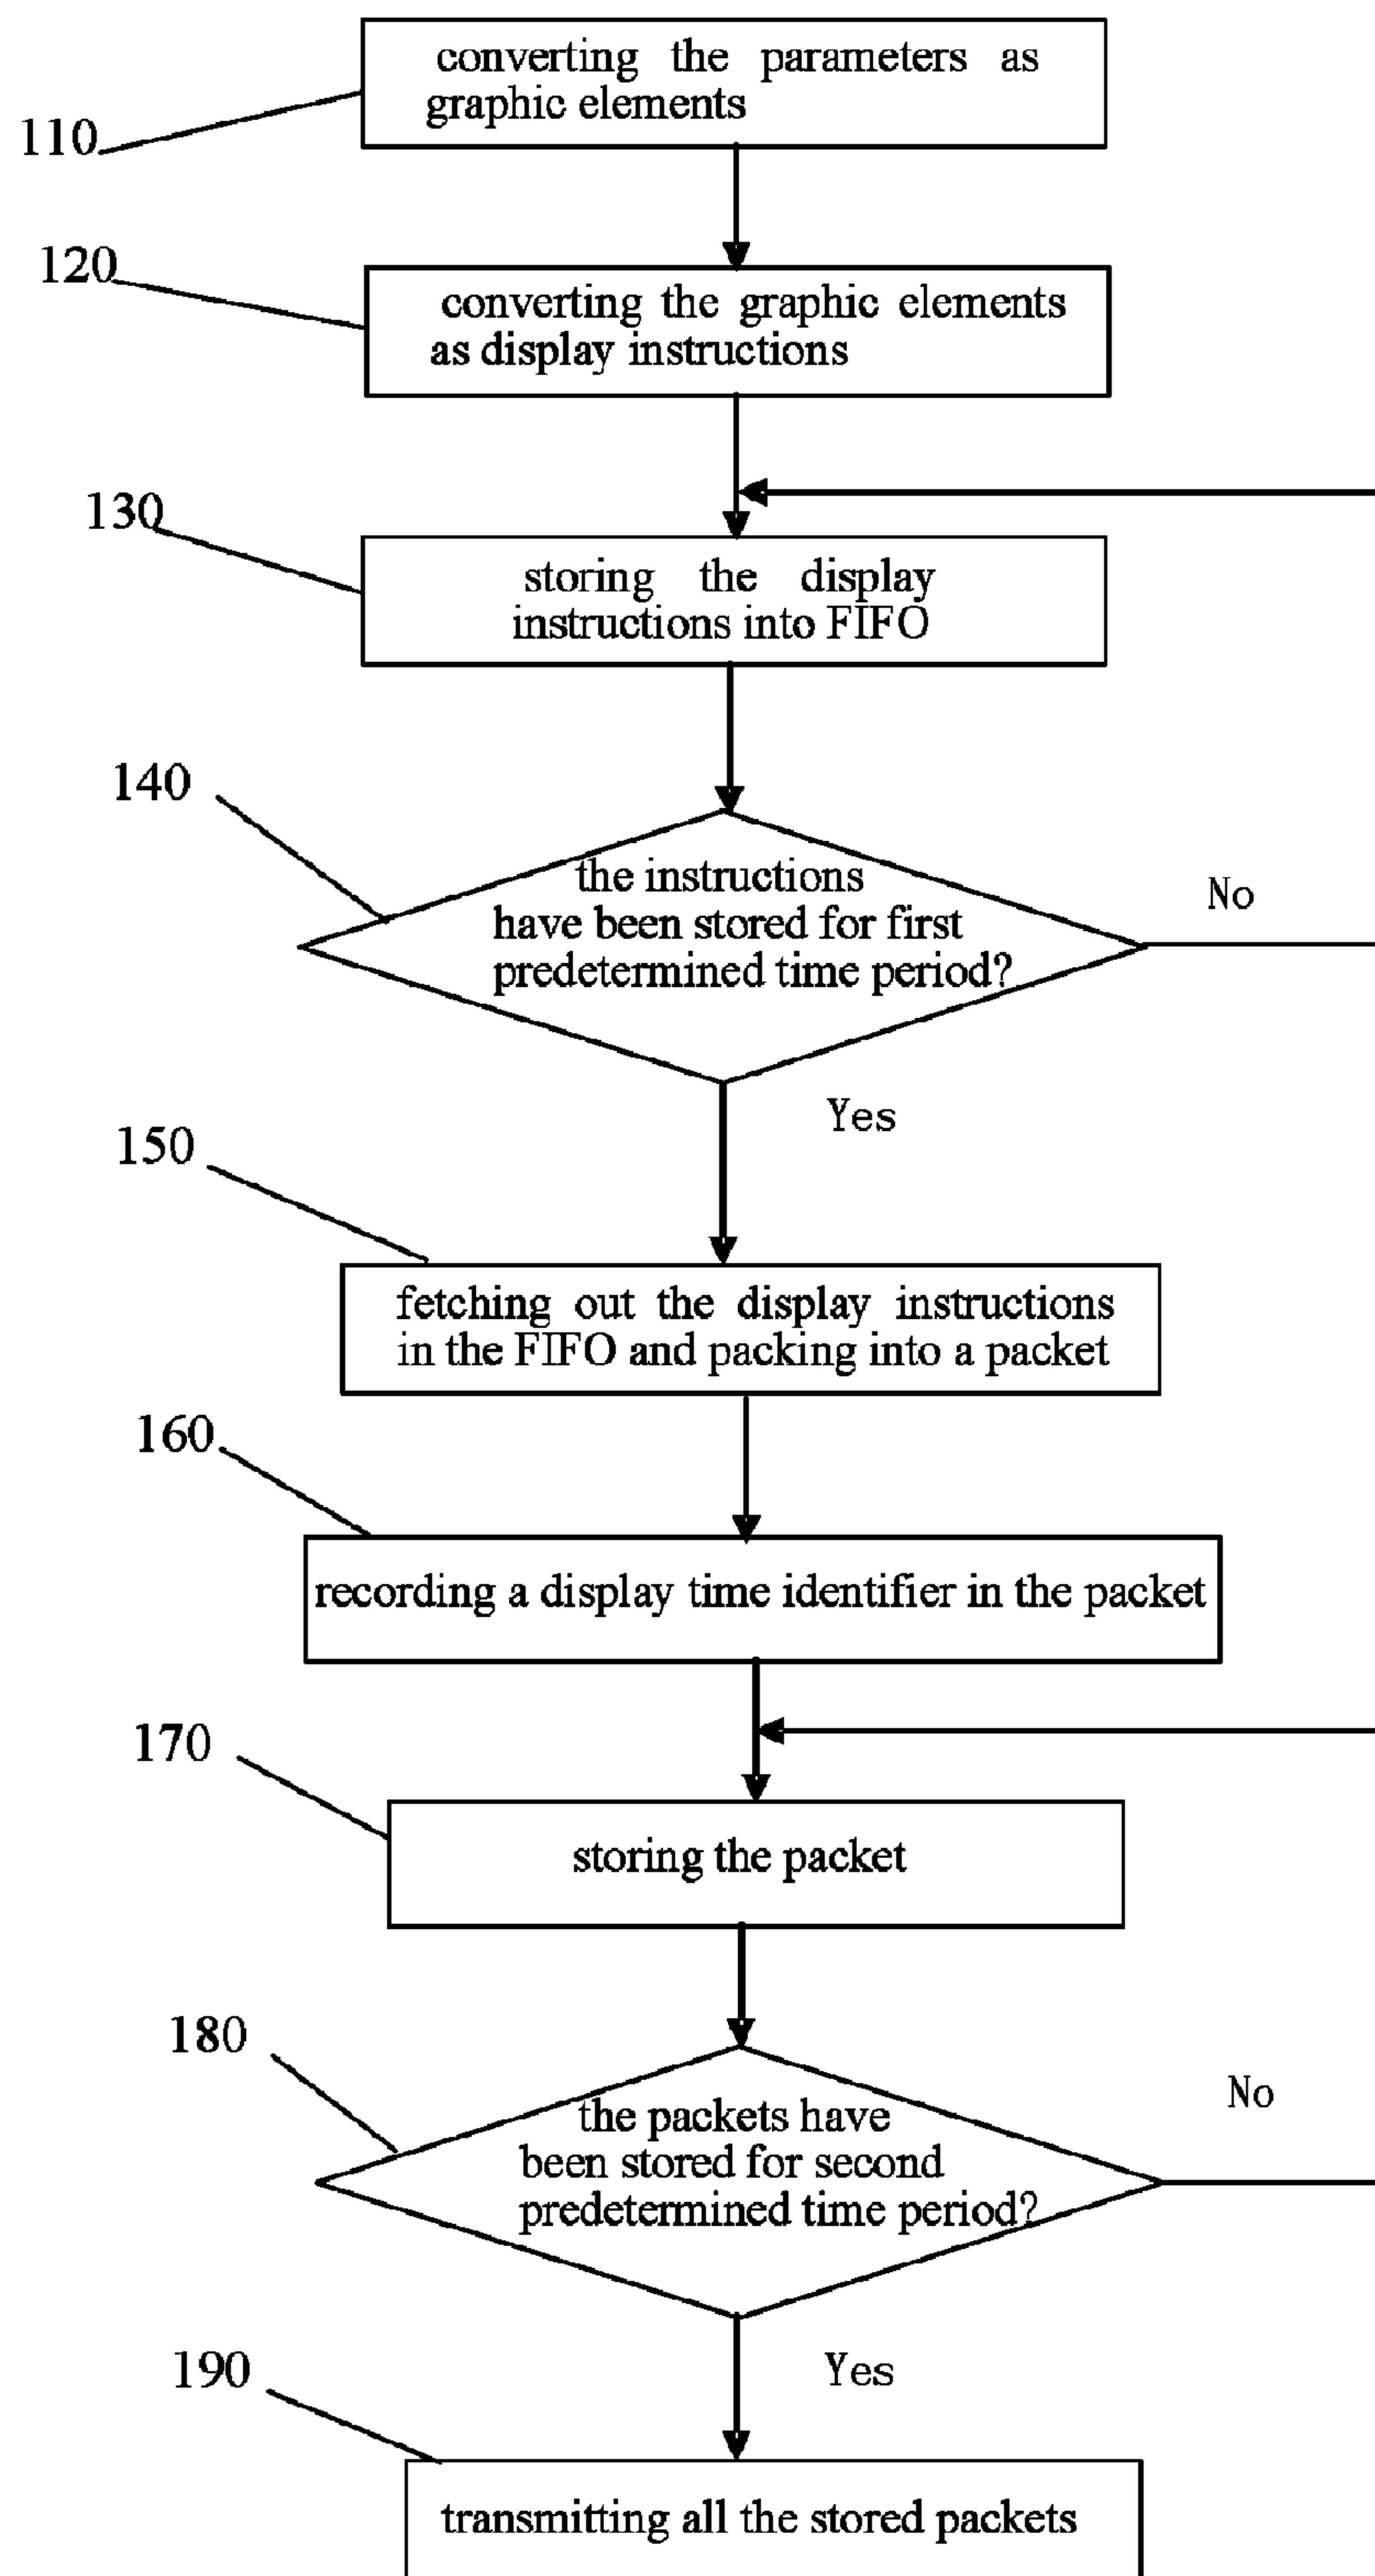 converting the parameters as
graphic elements
110
120
converting the graphic elements
as display instructions
130
storing the display
instructions into FIFO
140
the instructions
have been stored for first
predetermined time period?
No
Yes
150
fetching out the display instructions
in the FIFO and packing into a packet
160
recording a display time identifier in the packet
170
storing the packet
180
the packets have
been stored for second
predetermined time period?
No
Yes
190
transmitting all the stored packets